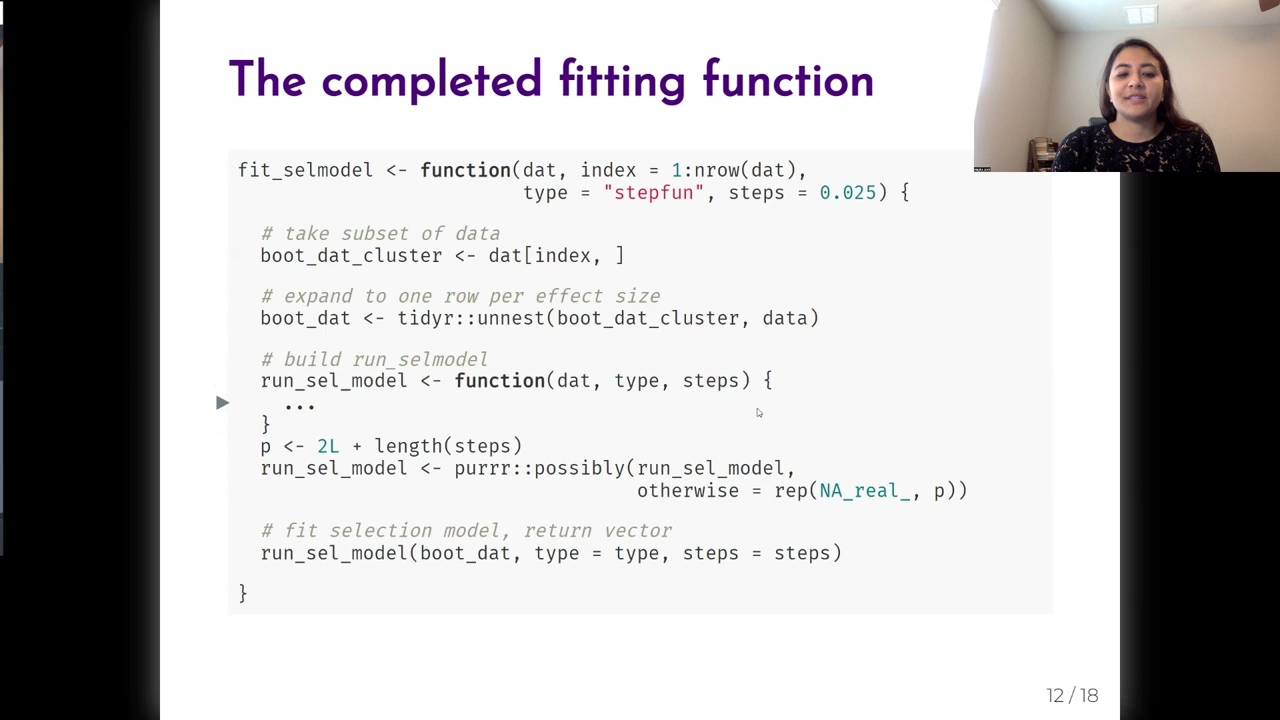 The completed fitting function
fit_selmodel <- function(dat, index = 1:nrow(dat),
type = "stepfun", steps = 0.025) {
# take subset of data
boot_dat_cluster <- dat[index, ]
# expand to one row per effect size
boot_dat <- tidyr::unnest(boot_dat_cluster, data)
# build run_selmodel
run_sel_model <- function(dat, type, steps) {
...
}
p <- 2L + length(steps)
run_sel_model <- purrr::possibly(run_sel_model,
otherwise = rep(NA_real_, p))
# fit selection model, return vector
run_sel_model(boot_dat, type = type, steps = steps)
}
12 / 18